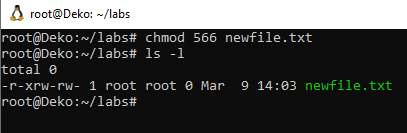 root@Deko: ~/labs
root@Deko:~/labs# chmod 566 newfile.txt
root@Deko:~/labs# ls -l
total 0
-r-xrw-rw- 1 root root 0 Mar  9 14:03 newfile.txt
root@Deko:~/labs#